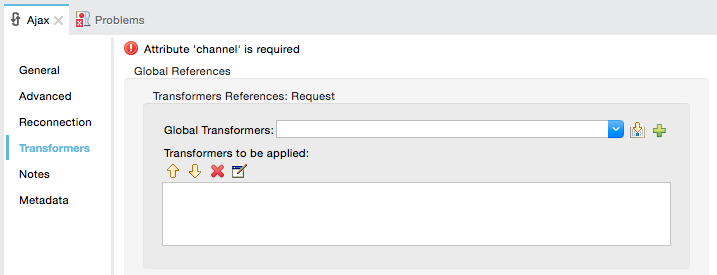 Ajax
Problems
Attribute 'channel' is required
Global References
General
Advanced
Reconnection
Transformers
Notes
Metadata
Transformers References: Request
Global Transformers:
Transformers to be applied: